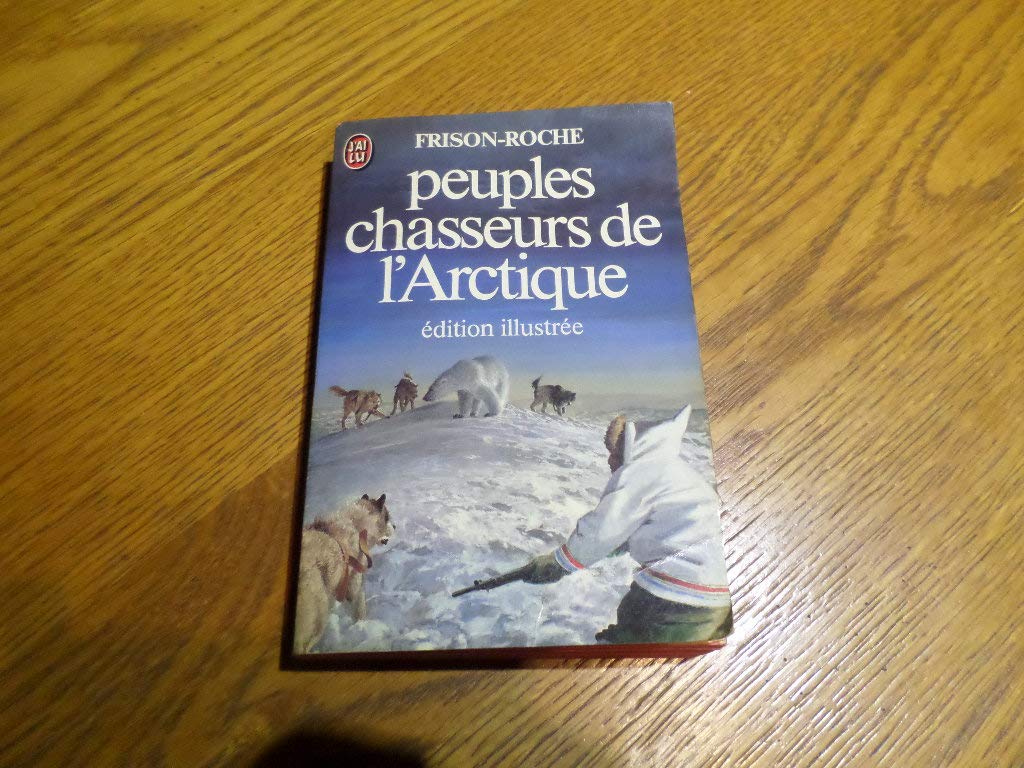 J'AI
LU
FRISON-ROCHE
peuples
chasseurs de
l'Arctique
édition illustrée